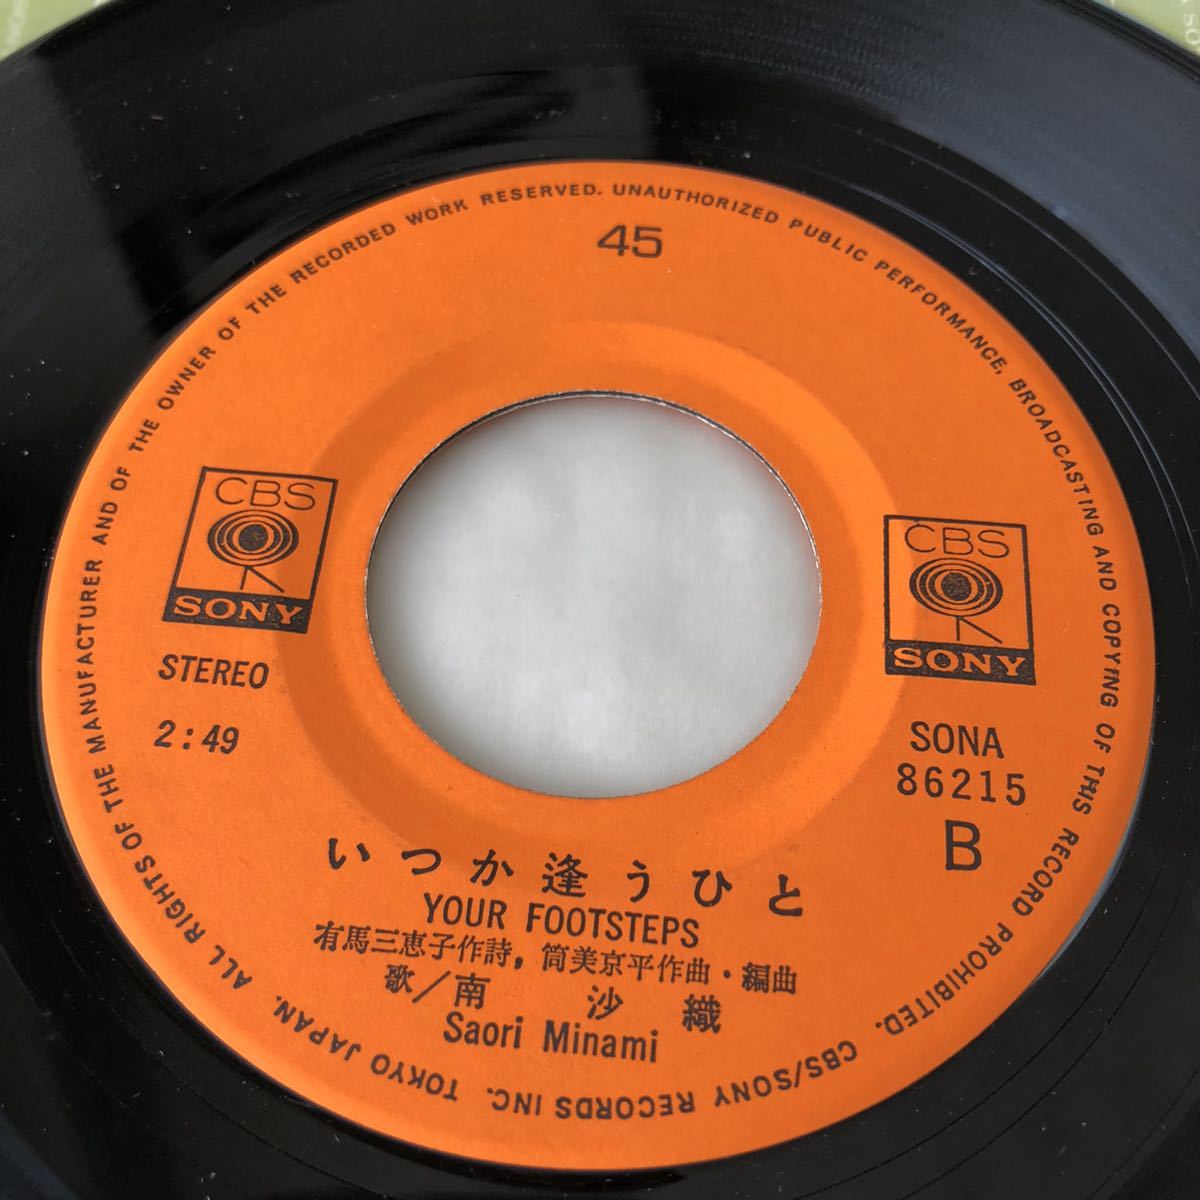 ALL RIGHTS OF THE MANUFACTURER AND OF THE OWNER OF THE RECORDED WORK RESERVED. UNAUTHORIZED PUBLIC PERFORMANCE, BROADCASTING AND COPYING OF THIS RECORD PROHIBITED.
45
CBS
SONY
CBS
SONY
STEREO
2:49
SONA
86215
B
いつか逢うひと
YOUR FOOTSTEPS
有馬三恵子作詩, 筒美京平作曲・編曲
歌/南 沙 織
Saori Minami
CBS/SONY RECORDS INC. TOKYO JAPAN.